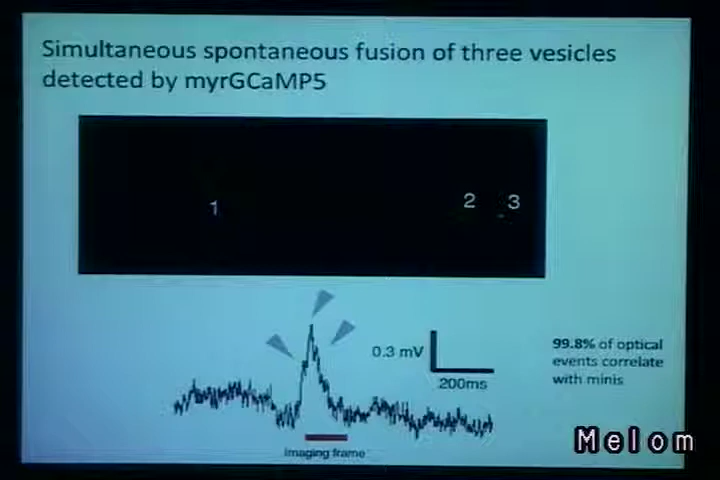 Simultaneous spontaneous fusion of three vesicles
detected by myrGCaMP5
1
2
3
0.3 mV
200ms
99.8% of optical
events correlate
with minis
imaging frame
Melom